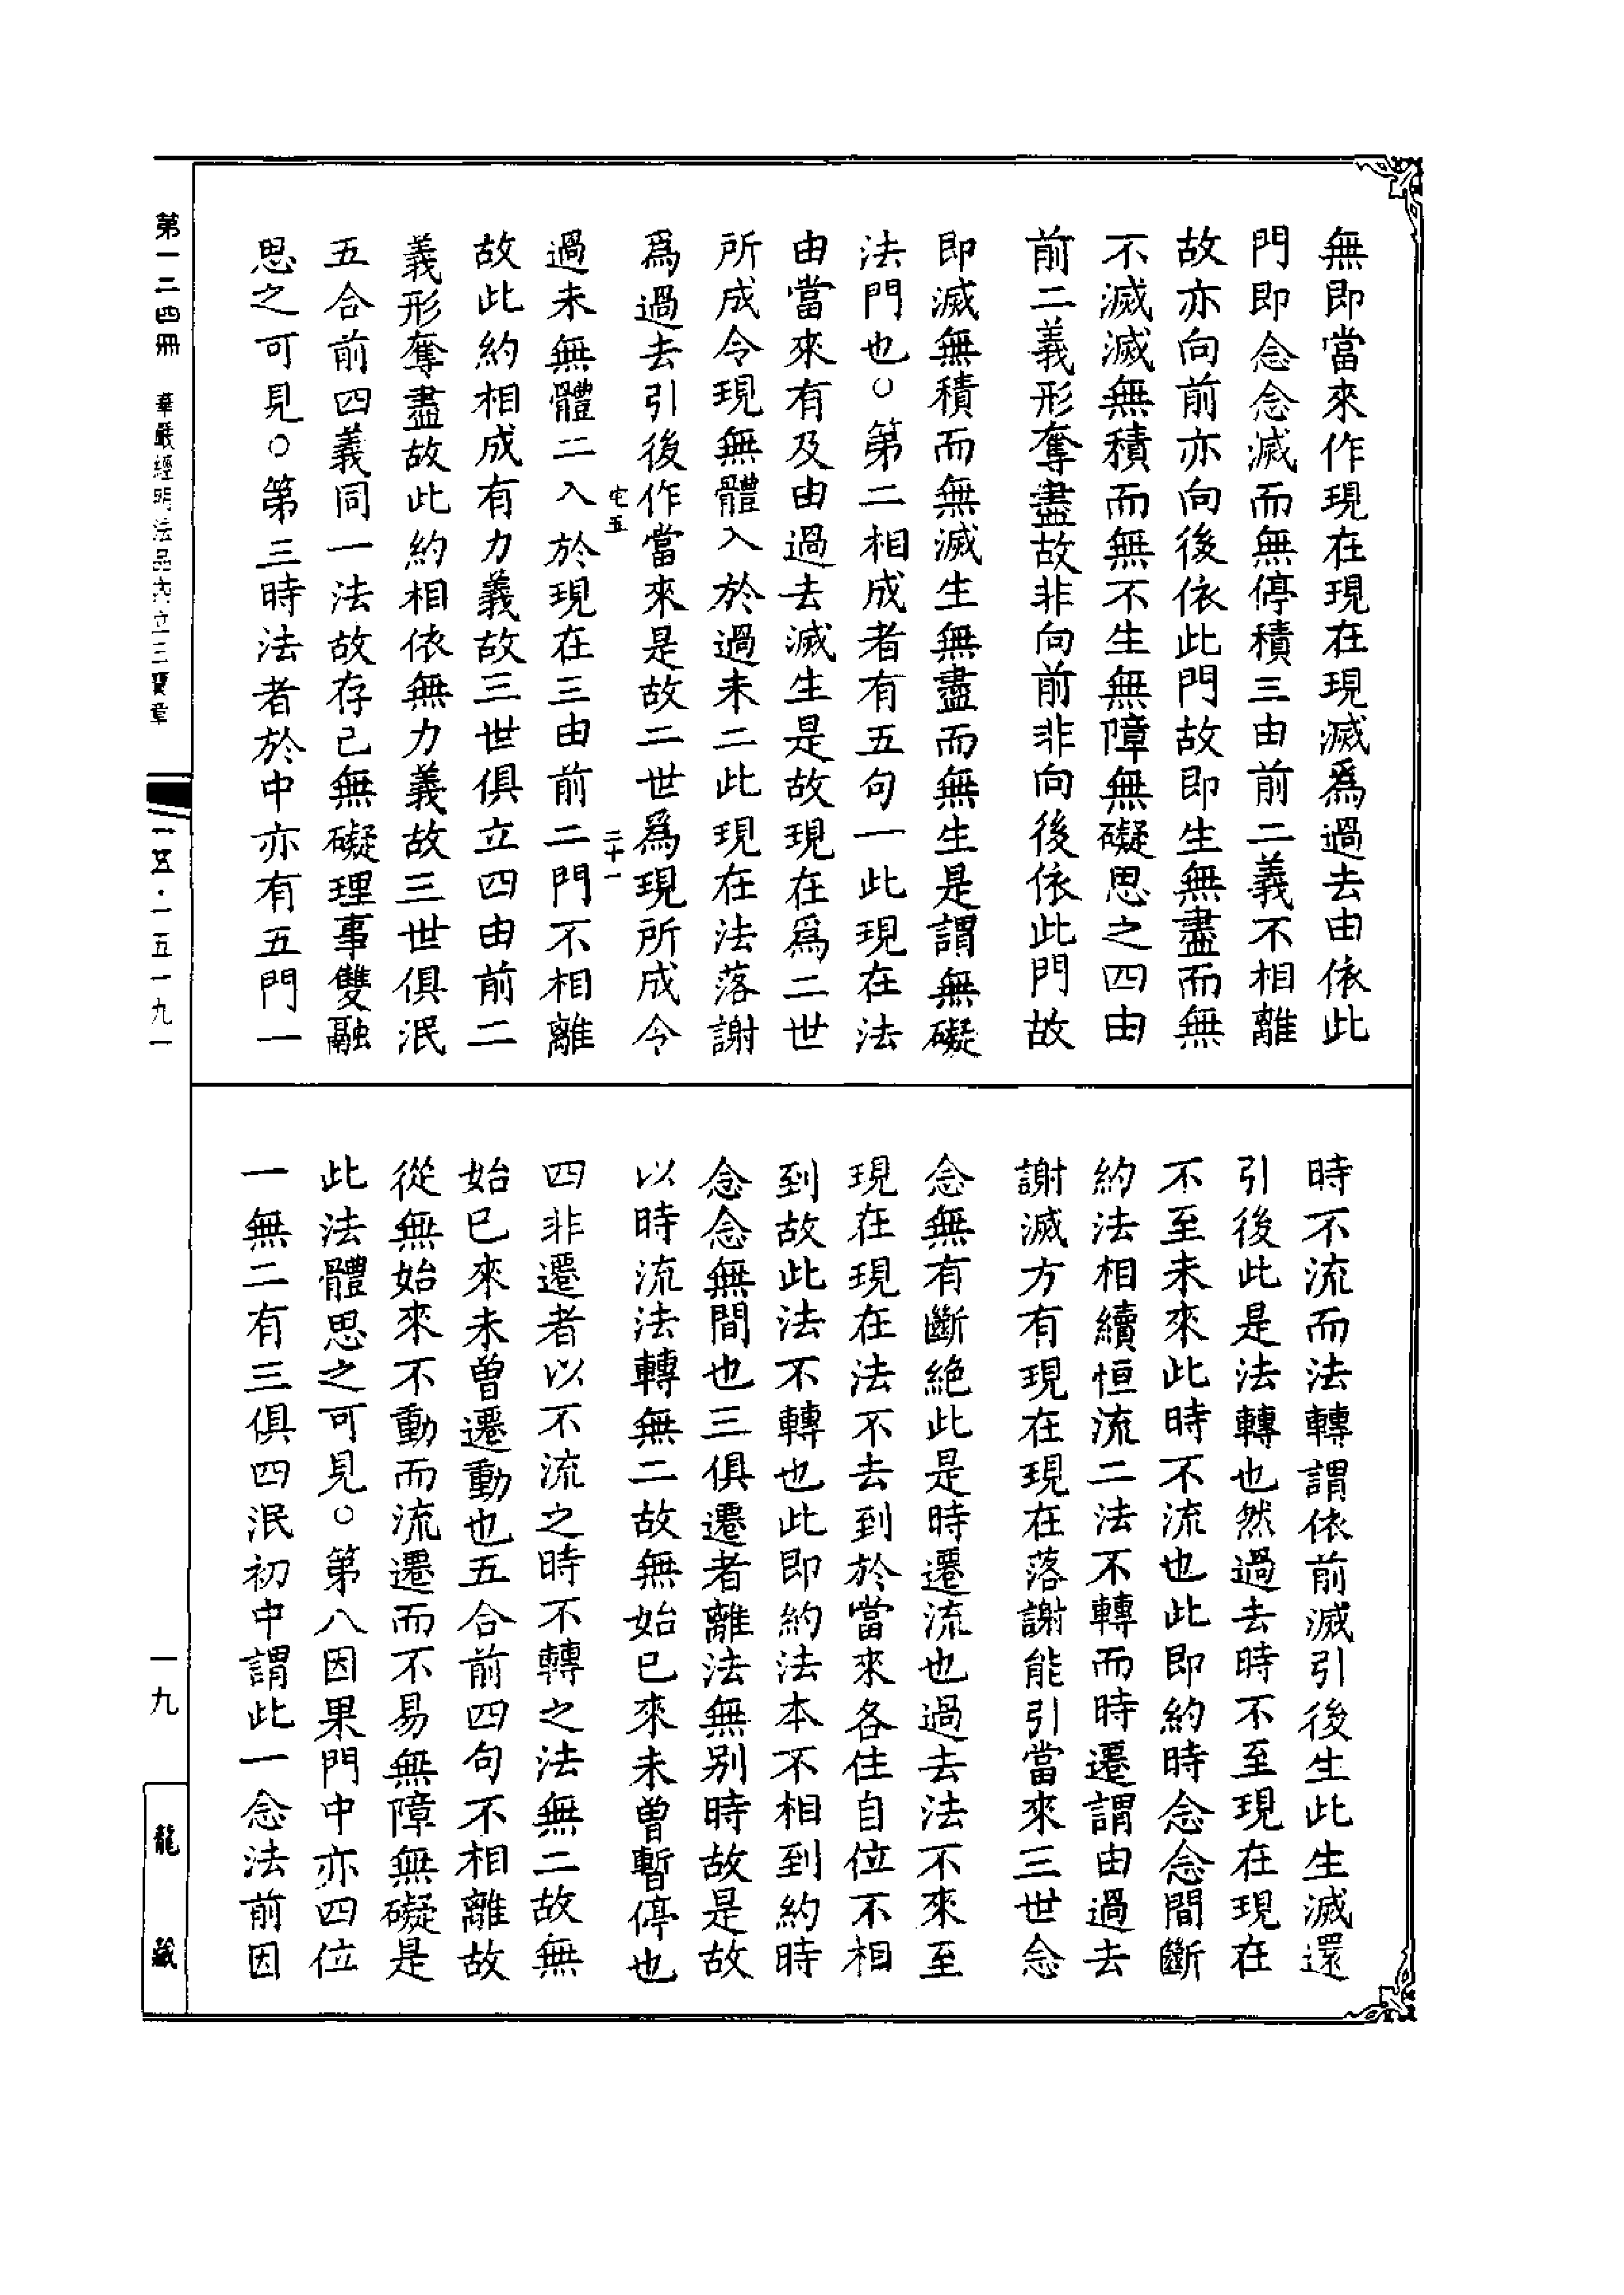 無即當來作現在現在現滅為過去由依此
門即念念滅而無停積三由前二義不相離
故亦向前亦向後依此門故即生無盡而無
不滅滅無積而無不生無障無礙思之四由
前二義形奪盡故非向前非向後依此門故
即滅無積而無滅生無盡而無生是謂無礙
法門也○第二相成者有五句一此現在法
由當來有及由過去滅生是故現在為二世
所成令現無體入於過未二此現在法落謝
為過去引後作當來是故二世為現所成令
宅五 二十一
過未無體二入於現在三由前二門不相離
故此約相成有力義故三世俱立四由前二
義形奪盡故此約相依無力義故三世俱泯
五合前四義同一法故存已無礙理事雙融
思之可見○第三時法者於中亦有五門一
時不流而法轉謂依前滅引後生此生滅還
引後此是法轉也然過去時不至現在現在
不至未來此時不流也此即約時念念間斷
約法相續恒流二法不轉而時遷謂由過去
謝滅方有現在現在落謝能引當來三世念
念無有斷絕此是時遷流也過去法不來至
現在現在法不去到於當來各住自位不相
到故此法不轉也此即約法本不相到約時
念念無間也三俱遷者離法無別時故是故
以時流法轉無二故無始已來未曾暫停也
四非遷者以不流之時不轉之法無二故無
始已來未曾遷動也五合前四句不相離故
從無始來不動而流遷而不易無障無礙是
此法體思之可見○第八因果門中亦四位
一無二有三俱四泯初中謂此一念法前因
第一二四冊 華嚴經明法品內立三寶章
一五·一五一九一
一九
龍藏